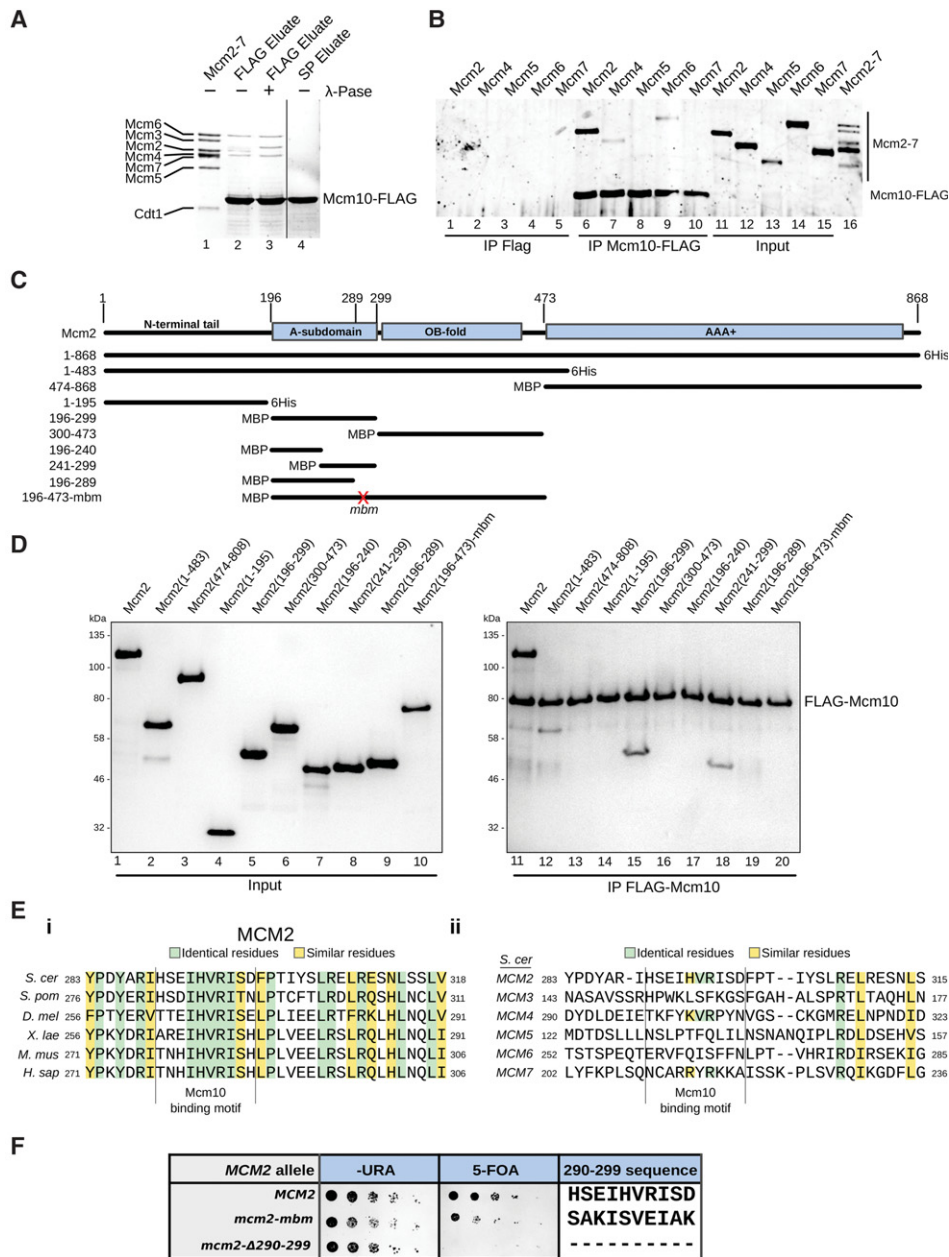 A
Mcm2-7
FLAG Eluate
FLAG Eluate
SP Eluate
– – + – λ-Pase
Mcm6
Mcm3
Mcm2
Mcm4
Mcm7
Mcm5
Cdt1
Mcm10-FLAG
1 2 3 4
B
Mcm2 Mcm4 Mcm5 Mcm6 Mcm7 Mcm2 Mcm4 Mcm5 Mcm6 Mcm7 Mcm2 Mcm4 Mcm5 Mcm6 Mcm7 Mcm2-7
Mcm2-7
Mcm10-FLAG
1 2 3 4 5 6 7 8 9 10 11 12 13 14 15 16
IP Flag IP Mcm10-FLAG Input
C
1 196 289 299 473 868
Mcm2 N-terminal tail A-subdomain OB-fold AAA+
1-868 6His
1-483 6His
474-868 MBP
1-195 6His
196-299 MBP
300-473 MBP
196-240 MBP
241-299 MBP
196-289 MBP
196-473-mbm MBP
mbm
D
Mcm2 Mcm2(1-483) Mcm2(474-808) Mcm2(1-195) Mcm2(196-299) Mcm2(300-473) Mcm2(196-240) Mcm2(241-299) Mcm2(196-289) Mcm2(196-473)-mbm
kDa
135 -
100 -
80 -
58 -
46 -
32 -
1 2 3 4 5 6 7 8 9 10
Input
Mcm2 Mcm2(1-483) Mcm2(474-808) Mcm2(1-195) Mcm2(196-299) Mcm2(300-473) Mcm2(196-240) Mcm2(241-299) Mcm2(196-289) Mcm2(196-473)-mbm
kDa
135 -
100 -
80 -
58 -
46 -
32 -
FLAG-Mcm10
11 12 13 14 15 16 17 18 19 20
IP FLAG-Mcm10
E
i
MCM2
Identical residues Similar residues
S. cer 283 YPDYARIHSEIHVRISDFPTIYSLRELRESNLSSLV 318
S. pom 276 YPDYERIHSDIHVRITNLPTCFTLRDLRQSHLNCLV 311
D. mel 256 FPTYERVTTEIHVRISELPLIEELRTFRKLHLNQLV 291
X. lae 256 YPKYDRIAREIHVRISHLPLVEELRSLRQLHLNQLI 291
M. mus 271 YPKYDRITNHIHVRISHLPLVEELRSLRQLHLNQLI 306
H. sap 271 YPKYDRITNHIHVRISHLPLVEELRSLRQLHLNQLI 306
Mcm10
binding motif
ii
Identical residues Similar residues
S. cer
MCM2 283 YPDYAR-IHSEIHVRISDFPT--IYSLRELRESNLS 315
MCM3 143 NASAVSSRHPWKLSFKGSFGAH-ALSPRTLTAQHLN 177
MCM4 290 DYDLDEIETKFYKVRPYNVGS--CKGMRELNPNDID 323
MCM5 122 MDTDSLLLNSLPTFQLILNSNANQIPLRDLDSEHVS 157
MCM6 252 TSTSPEQTERVFQISFFNLPT--VHRIRDIRSEKIG 285
MCM7 202 LYFKPLSQNCARRYRKKAISSK-PLSVRQIKGDFLG 236
Mcm10
binding motif
F
MCM2 allele -URA 5-FOA 290-299 sequence
MCM2 HSEIHVRISD
mcm2-mbm SAKISVEIAK
mcm2-Δ290-299 ----------